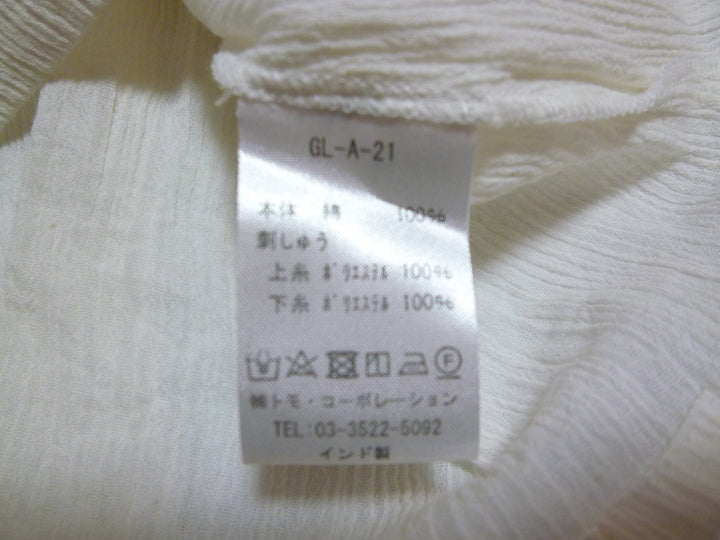 GL-A-21
本体 綿 100%
刺しゅう
上糸 ﾎﾟﾘｴｽﾃﾙ 100%
下糸 ﾎﾟﾘｴｽﾃﾙ 100%
F
㈱トモ・コーポレーション
TEL:03-3522-5092
インド製